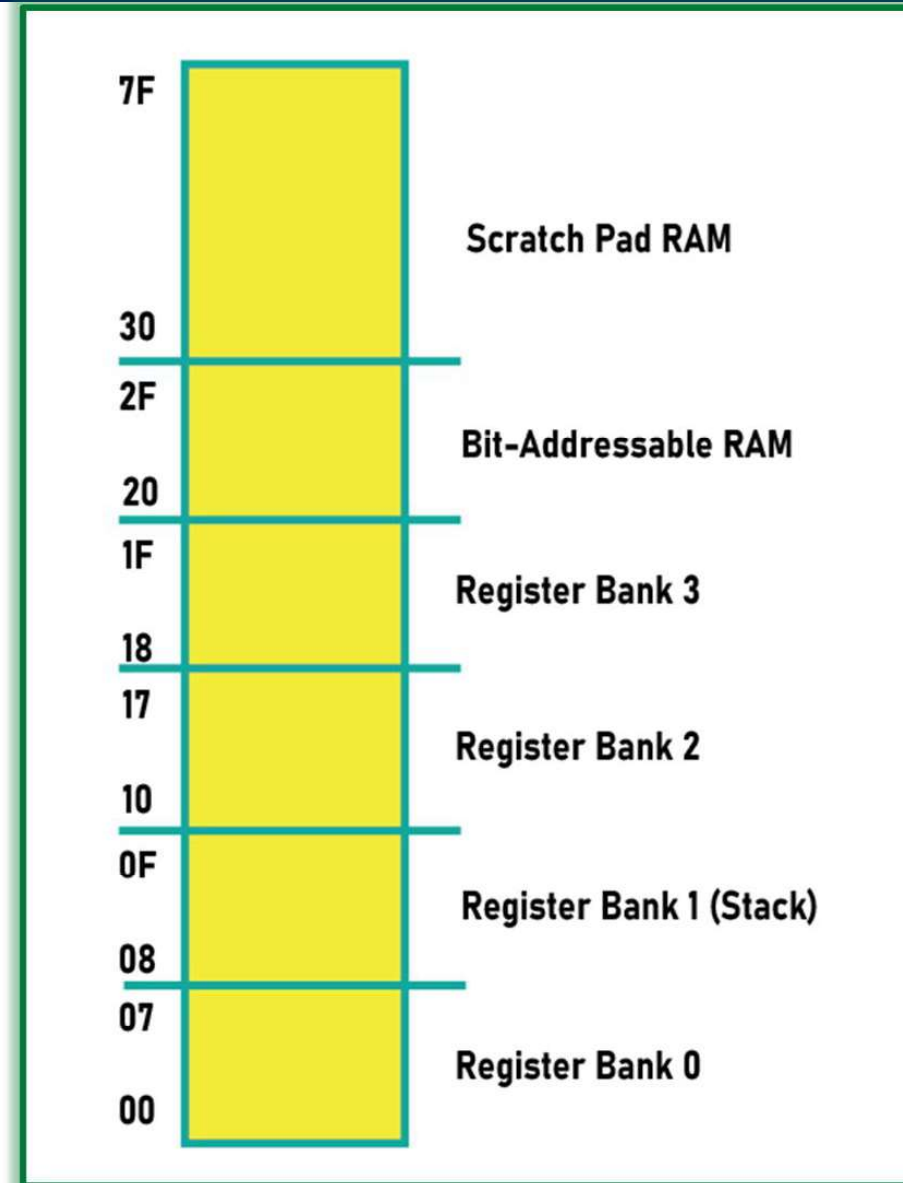 7F
Scratch Pad RAM
30
2F
Bit-Addressable RAM
20
1F
Register Bank 3
18
17
Register Bank 2
10
0F
Register Bank 1 (Stack)
08
07
Register Bank 0
00